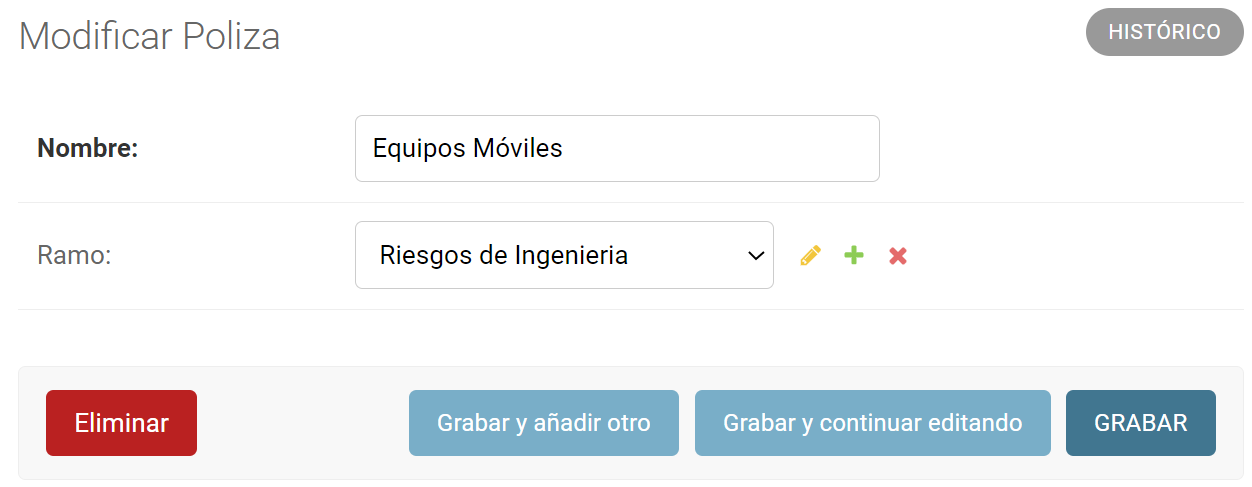 Modificar Poliza
HISTÓRICO
Nombre:
Equipos Móviles
Ramo:
Riesgos de Ingenieria
Eliminar
Grabar y añadir otro
Grabar y continuar editando
GRABAR